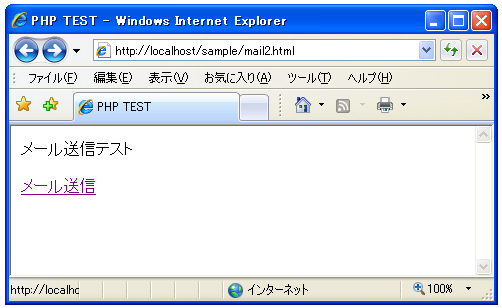 PHP TEST - Windows Internet Explorer
http://localhost/sample/mail2.html
ファイル(F) 編集(E) 表示(V) お気に入り(A) ツール(T) ヘルプ(H)
PHP TEST
メール送信テスト
メール送信
http://localhc インターネット 100%